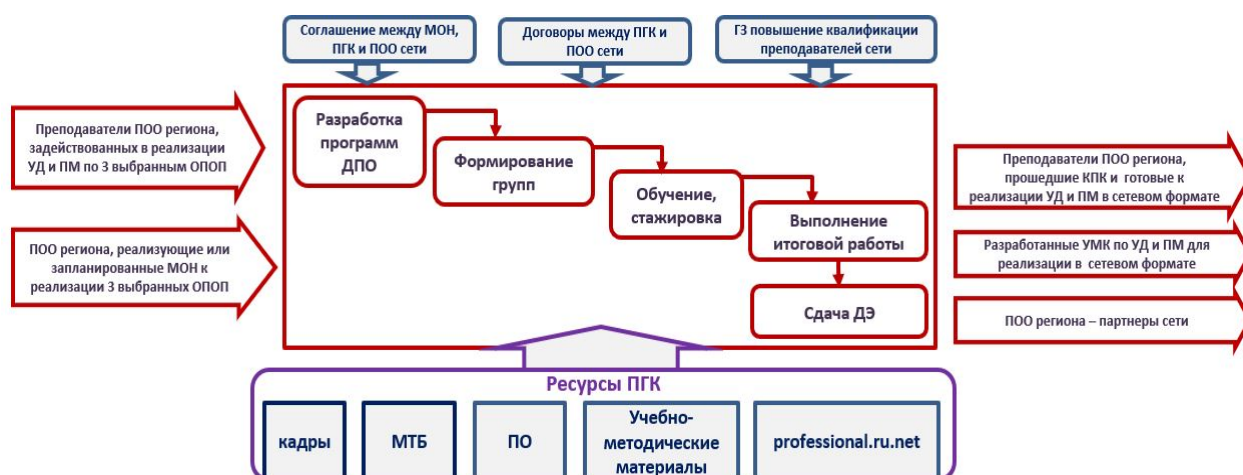 Соглашение между МОН,
ПГК и ПОО сети
Договоры между ПГК и
ПОО сети
ГЗ повышение квалификации
преподавателей сети
Преподаватели ПОО региона,
задействованных в реализации
УД и ПМ по 3 выбранным ОПОП
ПОО региона, реализующие или
запланированные МОН к
реализации 3 выбранных ОПОП
Разработка
программ
ДПО
Формирование
групп
Обучение,
стажировка
Выполнение
итоговой работы
Сдача ДЭ
Преподаватели ПОО региона,
прошедшие КПК и готовые к
реализации УД и ПМ в сетевом формате
Разработанные УМК по УД и ПМ для
реализации в сетевом формате
ПОО региона – партнеры сети
Ресурсы ПГК
кадры
МТБ
ПО
Учебно-
методические
материалы
professional.ru.net